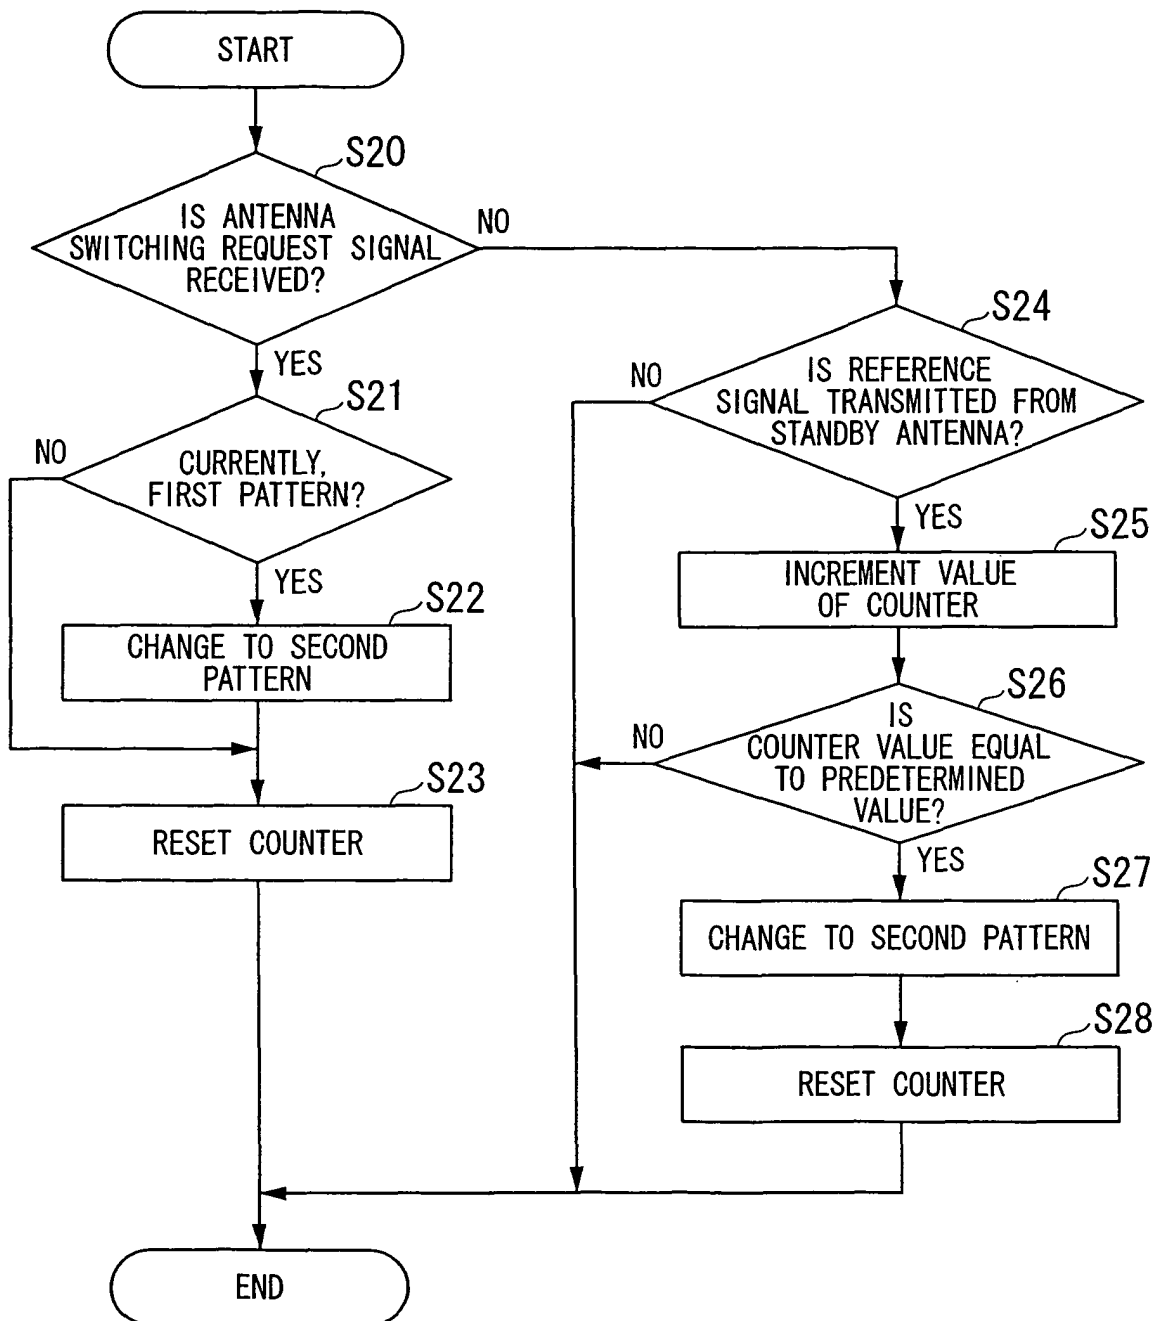 START
S20
IS ANTENNA
SWITCHING REQUEST SIGNAL
RECEIVED?
NO
YES
S21
NO
CURRENTLY,
FIRST PATTERN?
YES
S22
CHANGE TO SECOND
PATTERN
S23
RESET COUNTER
S24
NO
IS REFERENCE
SIGNAL TRANSMITTED FROM
STANDBY ANTENNA?
YES
S25
INCREMENT VALUE
OF COUNTER
S26
NO
IS
COUNTER VALUE EQUAL
TO PREDETERMINED
VALUE?
YES
S27
CHANGE TO SECOND PATTERN
S28
RESET COUNTER
END